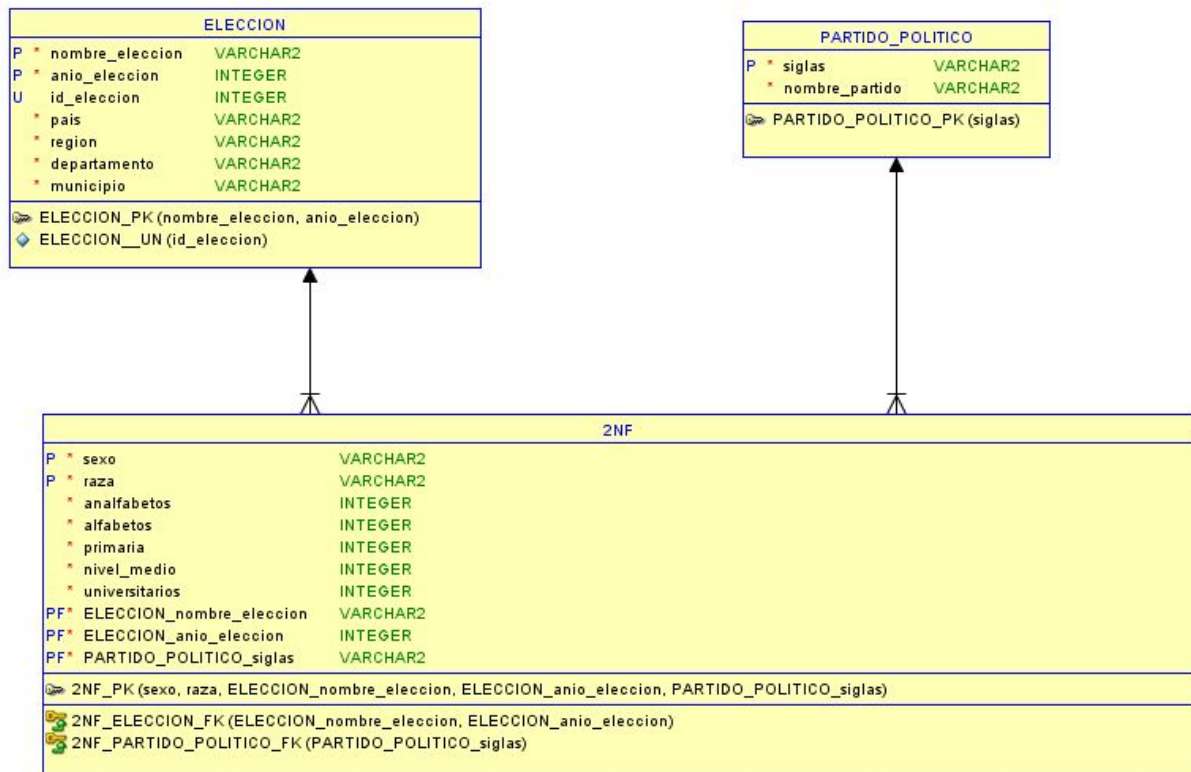 ELECCION
P * nombre_eleccion VARCHAR2
P * anio_eleccion INTEGER
U id_eleccion INTEGER
* pais VARCHAR2
* region VARCHAR2
* departamento VARCHAR2
* municipio VARCHAR2
ELECCION_PK (nombre_eleccion, anio_eleccion)
ELECCION__UN (id_eleccion)
PARTIDO_POLITICO
P * siglas VARCHAR2
* nombre_partido VARCHAR2
PARTIDO_POLITICO_PK (siglas)
2NF
P * sexo VARCHAR2
P * raza VARCHAR2
* analfabetos INTEGER
* alfabetos INTEGER
* primaria INTEGER
* nivel_medio INTEGER
* universitarios INTEGER
PF* ELECCION_nombre_eleccion VARCHAR2
PF* ELECCION_anio_eleccion INTEGER
PF* PARTIDO_POLITICO_siglas VARCHAR2
2NF_PK (sexo, raza, ELECCION_nombre_eleccion, ELECCION_anio_eleccion, PARTIDO_POLITICO_siglas)
2NF_ELECCION_FK (ELECCION_nombre_eleccion, ELECCION_anio_eleccion)
2NF_PARTIDO_POLITICO_FK (PARTIDO_POLITICO_siglas)